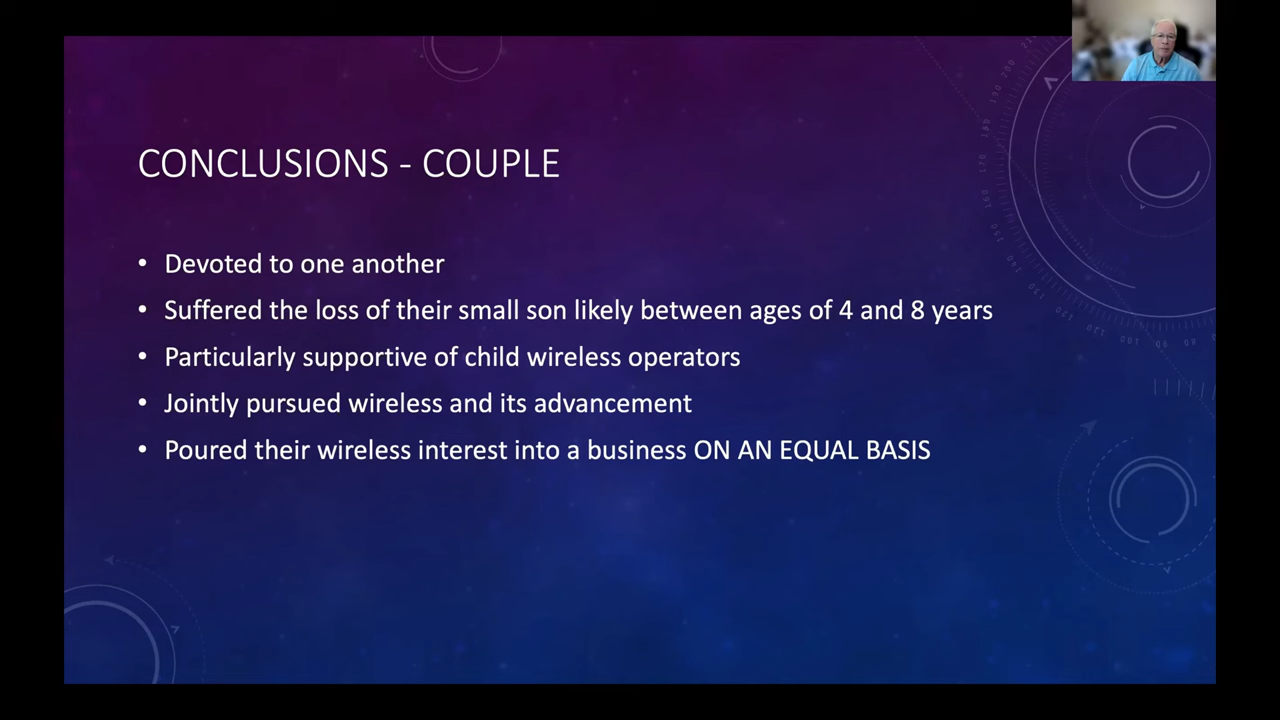 CONCLUSIONS - COUPLE
• Devoted to one another
• Suffered the loss of their small son likely between ages of 4 and 8 years
• Particularly supportive of child wireless operators
• Jointly pursued wireless and its advancement
• Poured their wireless interest into a business ON AN EQUAL BASIS